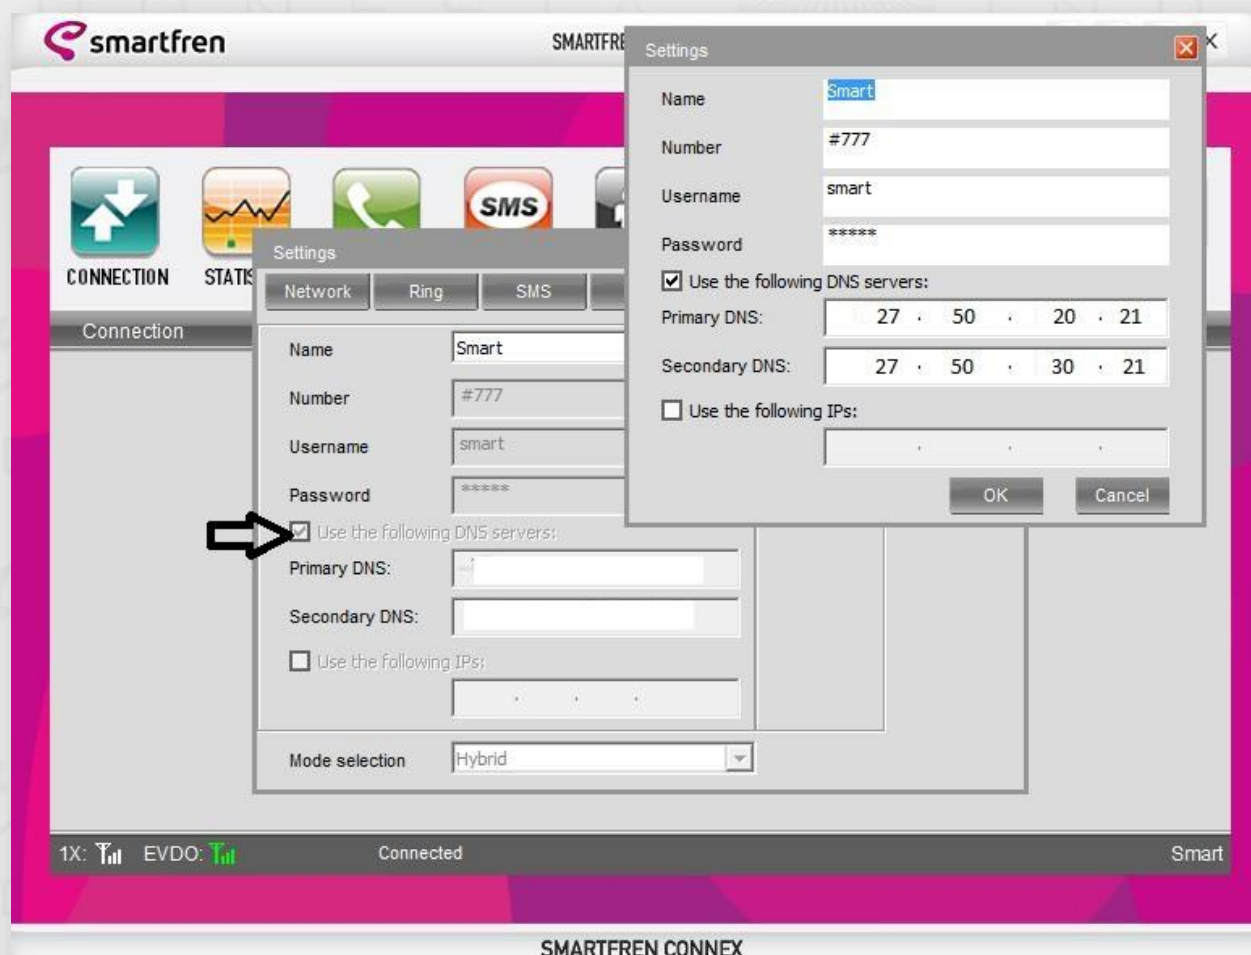 smartfren
SMARTFRE
Settings
Name
Smart
Number
#777
Username
smart
Password
*****
Use the following DNS servers:
Primary DNS:
27 . 50 . 20 . 21
Secondary DNS:
27 . 50 . 30 . 21
Use the following IPs:
. . .
OK
Cancel
SMS
CONNECTION
STATIS
Connection
Settings
Network
Ring
SMS
Name
Smart
Number
#777
Username
smart
Password
*****
Use the following DNS servers:
Primary DNS:
Secondary DNS:
Use the following IPs:
. . .
Mode selection
Hybrid
1X:
EVDO:
Connected
Smart
SMARTFREN CONNEX